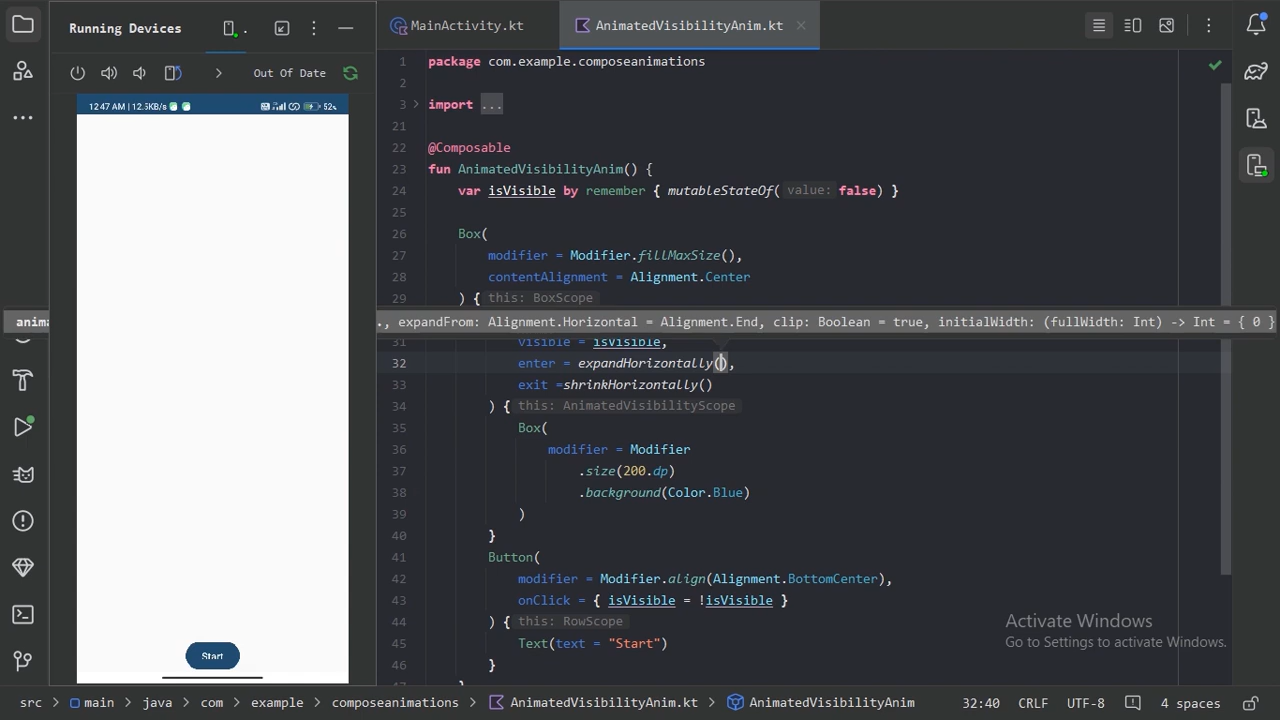 Running Devices
MainActivity.kt
AnimatedVisibilityAnim.kt
Out Of Date
12:47 AM | 12.5KB/s
52%
1 package com.example.composeanimations
2
3 import ...
21
22 @Composable
23 fun AnimatedVisibilityAnim() {
24 var isVisible by remember { mutableStateOf( value: false) }
25
26 Box(
27 modifier = Modifier.fillMaxSize(),
28 contentAlignment = Alignment.Center
29 ) { this: BoxScope
anima
., expandFrom: Alignment.Horizontal = Alignment.End, clip: Boolean = true, initialWidth: (fullWidth: Int) -> Int = { 0 }
31 visible = isVisible,
32 enter = expandHorizontally(),
33 exit =shrinkHorizontally()
34 ) { this: AnimatedVisibilityScope
35 Box(
36 modifier = Modifier
37 .size(200.dp)
38 .background(Color.Blue)
39 )
40 }
41 Button(
42 modifier = Modifier.align(Alignment.BottomCenter),
43 onClick = { isVisible = !isVisible }
44 ) { this: RowScope
45 Text(text = "Start")
46 }
Start
Activate Windows
Go to Settings to activate Windows.
src > main > java > com > example > composeanimations > AnimatedVisibilityAnim.kt > AnimatedVisibilityAnim
32:40 CRLF UTF-8 4 spaces